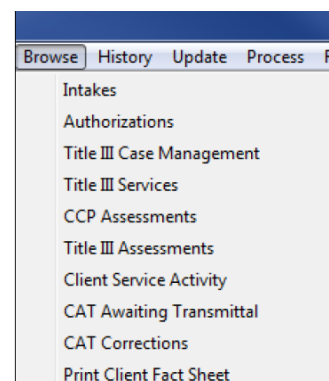 Browse History Update Process
Intakes
Authorizations
Title III Case Management
Title III Services
CCP Assessments
Title III Assessments
Client Service Activity
CAT Awaiting Transmittal
CAT Corrections
Print Client Fact Sheet